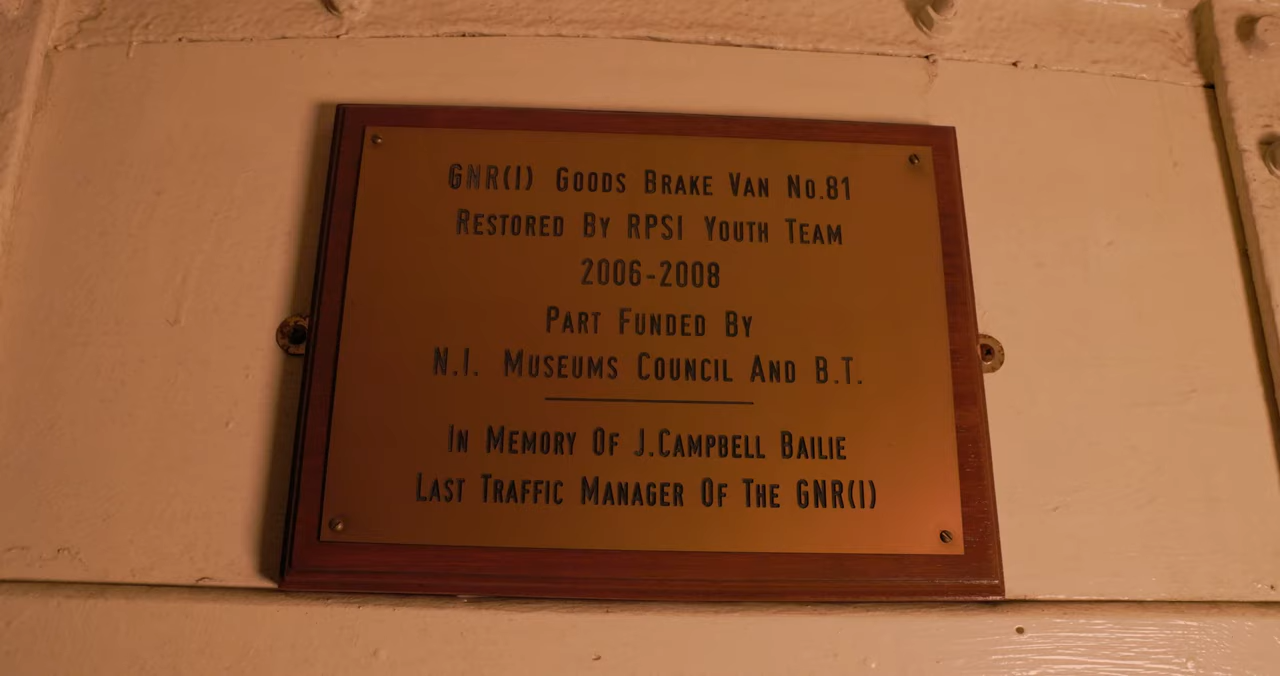 GNR(I) GOODS BRAKE VAN NO.81
RESTORED BY RPSI YOUTH TEAM
2006-2008
PART FUNDED BY
N.I. MUSEUMS COUNCIL AND B.T.
IN MEMORY OF J.CAMPBELL BAILIE
LAST TRAFFIC MANAGER OF THE GNR(I)